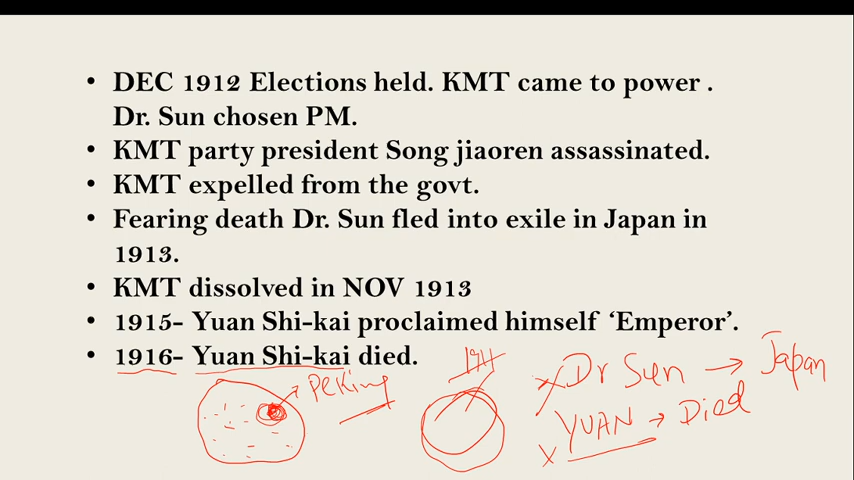 • DEC 1912 Elections held. KMT came to power .
Dr. Sun chosen PM.
• KMT party president Song jiaoren assassinated.
• KMT expelled from the govt.
• Fearing death Dr. Sun fled into exile in Japan in
1913.
• KMT dissolved in NOV 1913
• 1915- Yuan Shi-kai proclaimed himself ‘Emperor’.
• 1916- Yuan Shi-kai died.
Peking
1911
Dr Sun → Japan
YUAN → Died